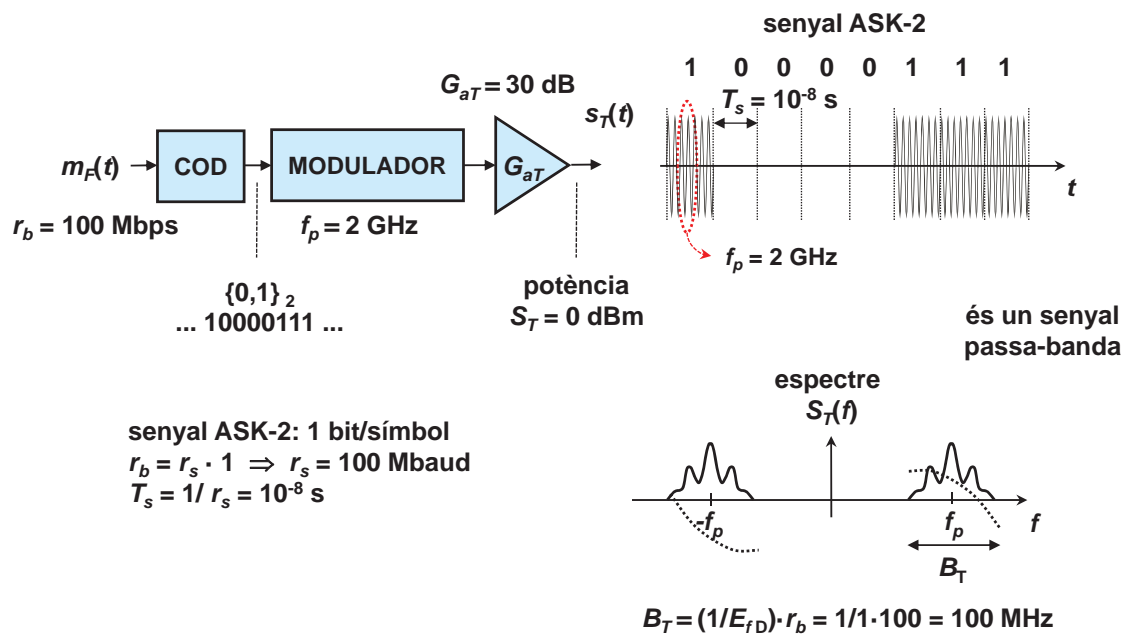 senyal ASK-2
1 0 0 0 0 1 1 1
G_aT = 30 dB
T_s = 10^-8 s
s_T(t)
m_F(t)
COD
MODULADOR
G_aT
t
r_b = 100 Mbps
f_p = 2 GHz
f_p = 2 GHz
{0,1}_2
... 10000111 ...
potència
S_T = 0 dBm
és un senyal
passa-banda
espectre
S_T(f)
senyal ASK-2: 1 bit/símbol
r_b = r_s · 1 ⇒ r_s = 100 Mbaud
T_s = 1/ r_s = 10^-8 s
-f_p
f_p
f
B_T
B_T = (1/E_f D)·r_b = 1/1·100 = 100 MHz